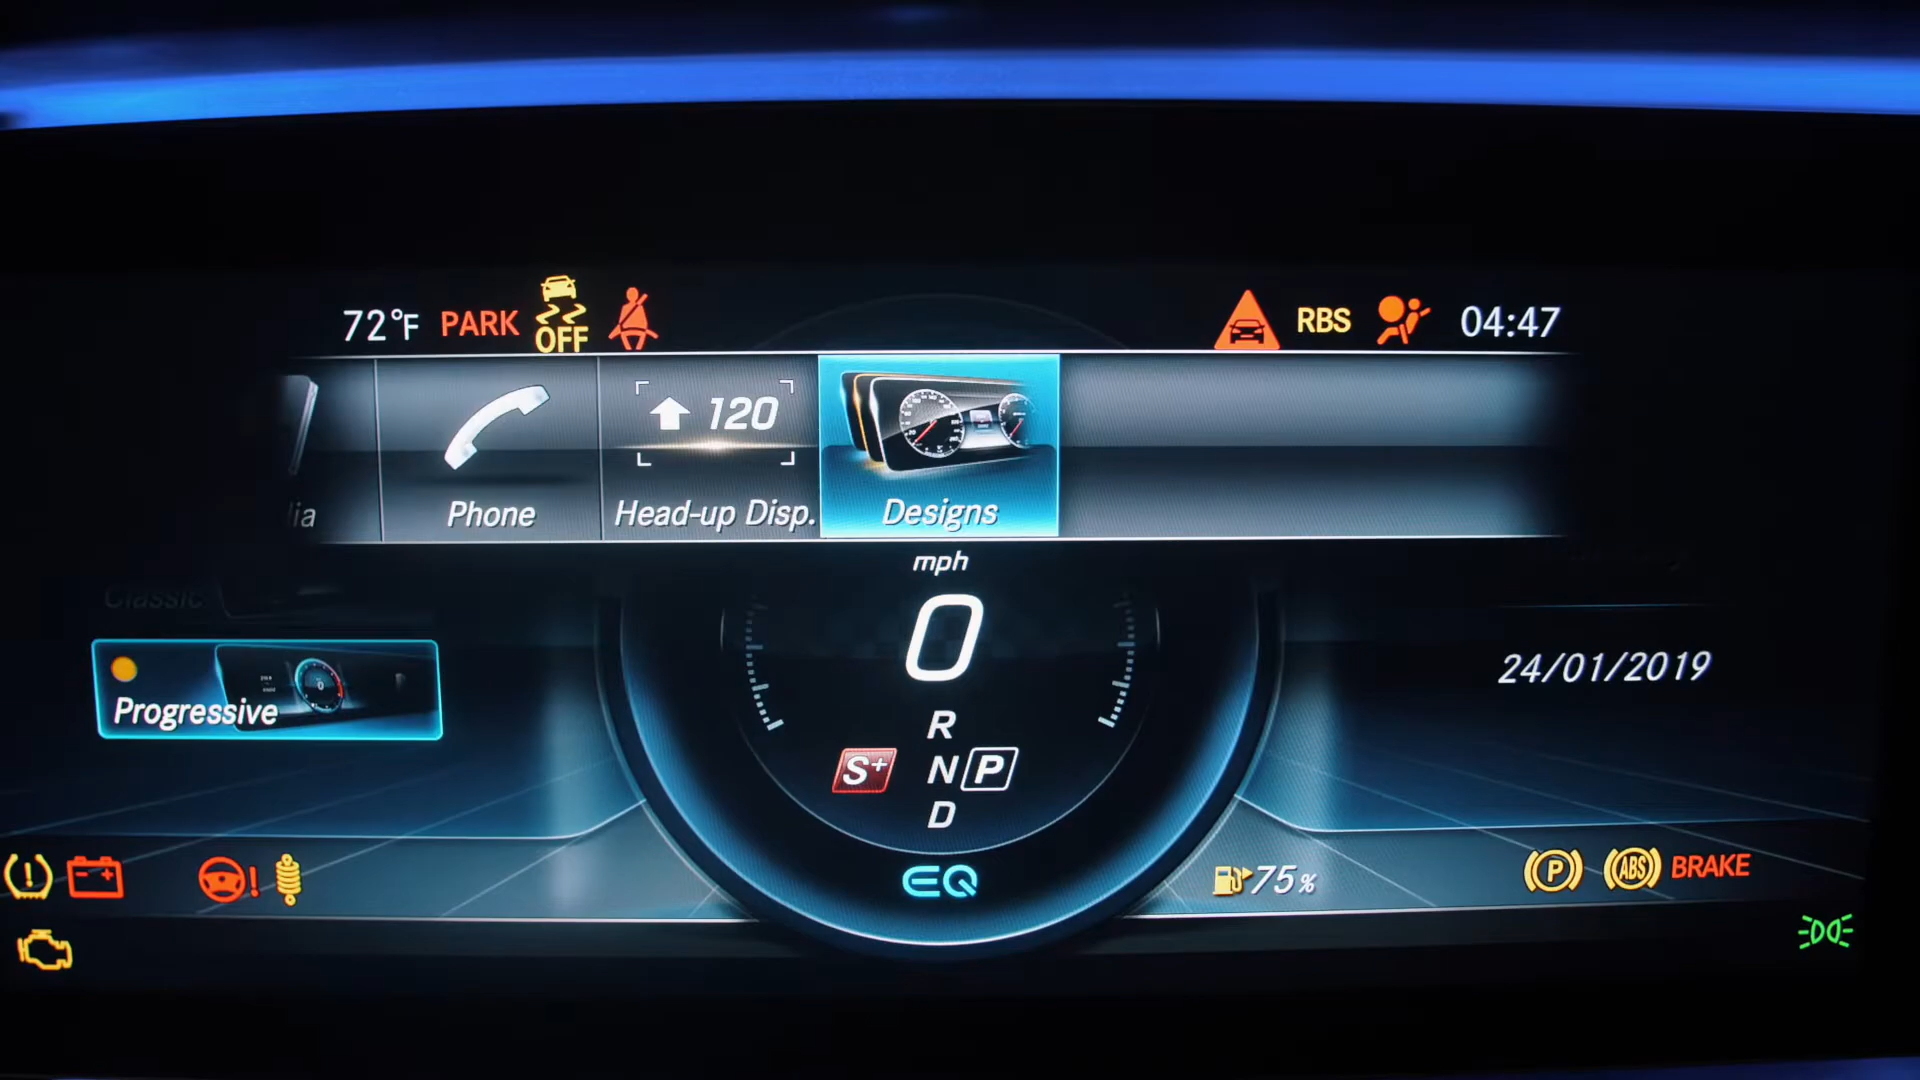 72°F PARK OFF RBS 04:47
120
Phone Head-up Disp. Designs
mph
Classic
0
24/01/2019
Progressive
R
S+ N P
D
EQ
75%
P ABS BRAKE